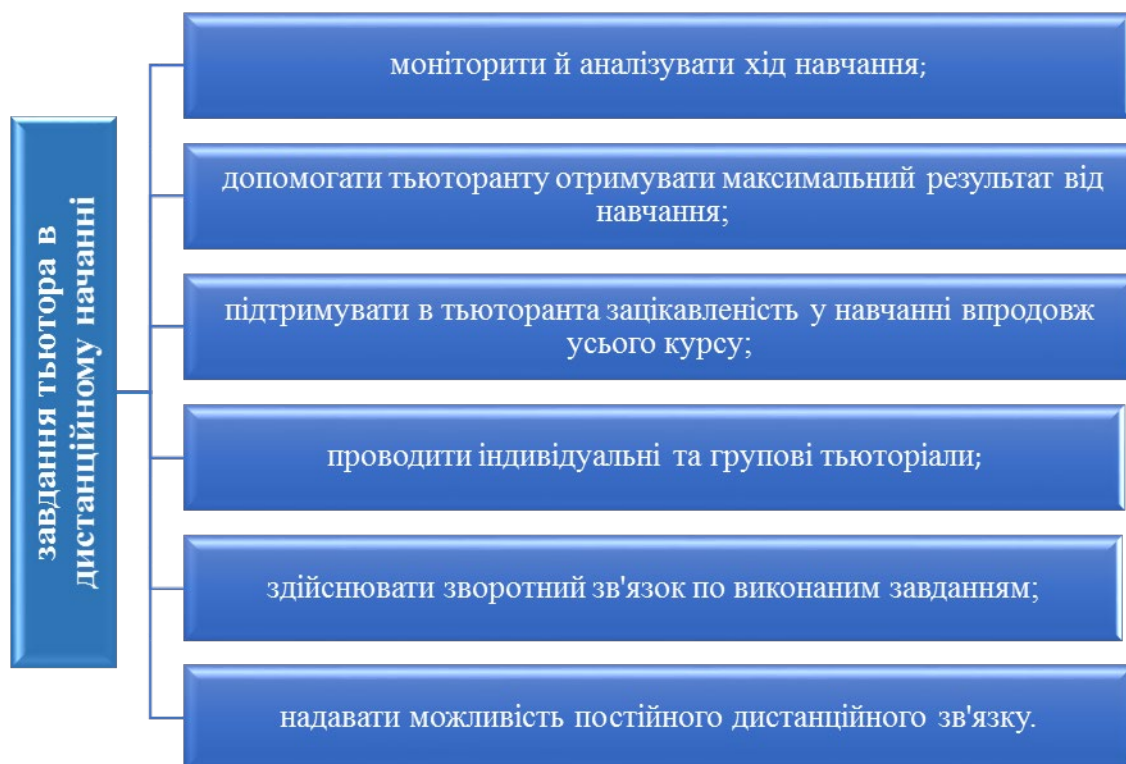 завдання тьютора в
дистанційному начанні
моніторити й аналізувати хід навчання;
допомогати тьюторанту отримувати максимальний результат від
навчання;
підтримувати в тьюторанта зацікавленість у навчанні впродовж
усього курсу;
проводити індивідуальні та групові тьюторіали;
здійснювати зворотний зв'язок по виконаним завданням;
надавати можливість постійного дистанційного зв'язку.